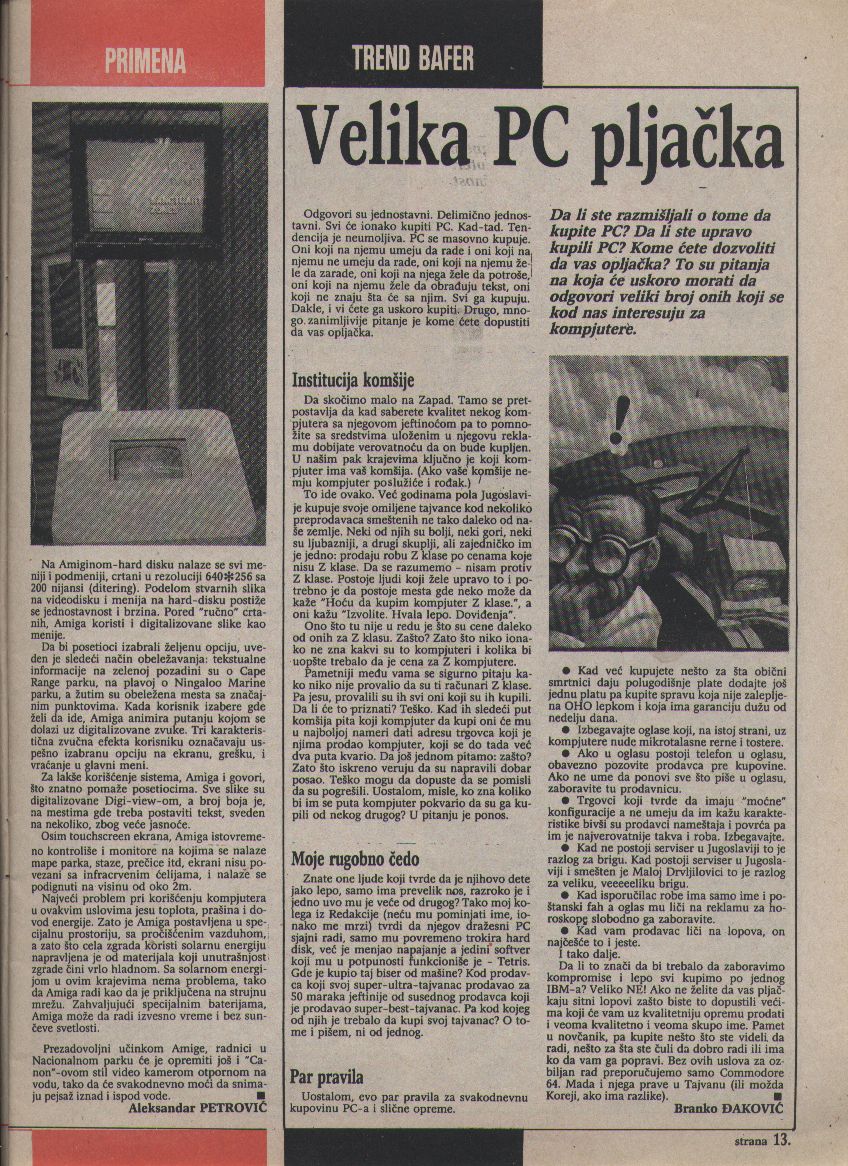 PRIMENA
SANCTUARY
ZONES
Na Amiginom-hard disku nalaze se svi me-
niji i podmeniji, crtani u rezoluciji 640✻256 sa
200 nijansi (ditering). Podelom stvarnih slika
na videodisku i menija na hard-disku postiže
se jednostavnost i brzina. Pored "ručno" crta-
nih, Amiga koristi i digitalizovane slike kao
menije.
Da bi posetioci izabrali željenu opciju, uve-
den je sledeći način obeležavanja: tekstualne
informacije na zelenoj pozadini su o Cape
Range parku, na plavoj o Ningaloo Marine
parku, a žutim su obeležena mesta sa značaj-
nim punktovima. Kada korisnik izabere gde
želi da ide, Amiga animira putanju kojom se
dolazi uz digitalizovane zvuke. Tri karakteris-
tična zvučna efekta korisniku označavaju us-
pešno izabranu opciju na ekranu, grešku, i
vraćanje u glavni meni.
Za lakše korišćenje sistema, Amiga i govori,
što znatno pomaže posetiocima. Sve slike su
digitalizovane Digi-view-om, a broj boja je,
na mestima gde treba postaviti tekst, sveden
na nekoliko, zbog veće jasnoće.
Osim touchscreen ekrana, Amiga istovreme-
no kontroliše i monitore na kojima se nalaze
mape parka, staze, prečice itd, ekrani nisu po-
vezani sa infracrvenim ćelijama, i nalaze se
podignuti na visinu od oko 2m.
Najveći problem pri korišćenju kompjutera
u ovakvim uslovima jesu toplota, prašina i do-
vod energije. Zato je Amiga postavljena u spe-
cijalnu prostoriju, sa pročišćenim vazduhom,
a zato što cela zgrada koristi solarnu energiju
napravljena je od materijala koji unutrašnjost
zgrade čini vrlo hladnom. Sa solarnom energi-
jom u ovim krajevima nema problema, tako
da Amiga radi kao da je priključena na strujnu
mrežu. Zahvaljujući specijalnim baterijama,
Amiga može da radi izvesno vreme i bez sun-
čeve svetlosti.
Prezadovoljni učinkom Amige, radnici u
Nacionalnom parku će je opremiti još i "Ca-
non"-ovom stil video kamerom otpornom na
vodu, tako da će svakodnevno moći da snima-
ju pejsaž iznad i ispod vode.
Aleksandar PETROVIĆ
TREND BAFER
Velika PC pljačka
Odgovori su jednostavni. Delimično jednos-
tavni. Svi će ionako kupiti PC. Kad-tad. Ten-
dencija je neumoljiva. PC se masovno kupuje.
Oni koji na njemu umeju da rade i oni koji na
njemu ne umeju da rade, oni koji na njemu že-
le da zarade, oni koji na njega žele da potroše,
oni koji na njemu žele da obrađuju tekst, oni
koji ne znaju šta će sa njim. Svi ga kupuju.
Dakle, i vi ćete ga uskoro kupiti. Drugo, mno-
go zanimljivije pitanje je kome ćete dopustiti
da vas opljačka.
Institucija komšije
Da skočimo malo na Zapad. Tamo se pret-
postavlja da kad saberete kvalitet nekog kom-
pjutera sa njegovom jeftinoćom pa to pomno-
žite sa sredstvima uloženim u njegovu rekla-
mu dobijate verovatnoću da on bude kupljen.
U našim pak krajevima ključno je koji kom-
pjuter ima vaš komšija. (Ako vaše komšije ne-
mju kompjuter poslužiće i rođak.)
To ide ovako. Već godinama pola Jugoslavi-
je kupuje svoje omiljene tajvance kod nekoliko
preprodavaca smeštenih ne tako daleko od na-
še zemlje. Neki od njih su bolji, neki gori, neki
su ljubazniji, a drugi skuplji, ali zajedničko im
je jedno: prodaju robu Z klase po cenama koje
nisu Z klase. Da se razumemo – nisam protiv
Z klase. Postoje ljudi koji žele upravo to i po-
trebno je da postoje mesta gde neko može da
kaže "Hoću da kupim kompjuter Z klase.", a
oni kažu "Izvolite. Hvala lepo. Doviđenja".
Ono što tu nije u redu je što su cene daleko
od onih za Z klasu. Zašto? Zato što niko iona-
ko ne zna kakvi su to kompjuteri i kolika bi
uopšte trebalo da je cena za Z kompjutere.
Pametniji među vama se sigurno pitaju ka-
ko niko nije provalio da su ti računari Z klase.
Pa jesu, provalili su ih svi oni koji su ih kupili.
Da li će to priznati? Teško. Kad ih sledeći put
komšija pita koji kompjuter da kupi oni će mu
u najboljoj nameri dati adresu trgovca koji je
njima prodao kompjuter, koji se do tada već
dva puta kvario. Da još jednom pitamo: zašto?
Zato što iskreno veruju da su napravili dobar
posao. Teško mogu da dopuste da se pomisli
da su pogrešili. Uostalom, misle, ko zna koliko
bi im se puta kompjuter pokvario da su ga ku-
pili od nekog drugog? U pitanju je ponos.
Moje rugobno čedo
Znate one ljude koji tvrde da je njihovo dete
jako lepo, samo ima prevelik nos, razroko je i
jedno uvo mu je veće od drugog? Tako moj ko-
lega iz Redakcije (neću mu pominjati ime, io-
nako me mrzi) tvrdi da njegov dražesni PC
sjajni radi, samo mu povremeno trokira hard
disk, već je menjao napajanje a jedini softver
koji mu u potpunosti funkcioniše je - Tetris.
Gde je kupio taj biser od mašine? Kod prodav-
ca koji svoj super-ultra-tajvanac prodavao za
50 maraka jeftinije od susednog prodavca koji
je prodavao super-best-tajvanac. Pa kod kojeg
od njih je trebalo da kupi svoj tajvanac? O to-
me i pišem, ni od jednog.
Par pravila
Uostalom, evo par pravila za svakodnevnu
kupovinu PC-a i slične opreme.
Da li ste razmišljali o tome da
kupite PC? Da li ste upravo
kupili PC? Kome ćete dozvoliti
da vas opljačka? To su pitanja
na koja će uskoro morati da
odgovori veliki broj onih koji se
kod nas interesuju za
kompjutere.
● Kad već kupujete nešto za šta obični
smrtnici daju polugodišnje plate dodajte još
jednu platu pa kupite spravu koja nije zaleplje-
na OHO lepkom i koja ima garanciju dužu od
nedelju dana.
● Izbegavajte oglase koji, na istoj strani, uz
kompjutere nude mikrotalasne rerne i tostere.
● Ako u oglasu postoji telefon u oglasu,
obavezno pozovite prodavca pre kupovine.
Ako ne ume da ponovi sve što piše u oglasu,
zaboravite tu prodavnicu.
● Trgovci koji tvrde da imaju "moćne"
konfiguracije a ne umeju da im kažu karakte-
ristike bivši su prodavci nameštaja i povrća pa
im je najverovatnije takva i roba. Izbegavajte.
● Kad ne postoji serviser u Jugoslaviji to je
razlog za brigu. Kad postoji serviser u Jugosla-
viji i smešten je Maloj Drvljilovici to je razlog
za veliku, veeeeeliku brigu.
● Kad isporučilac robe ima samo ime i po-
štanski fah a oglas mu liči na reklamu za ho-
roskope slobodno ga zaboravite.
● Kad vam prodavac liči na lopova, on
najčešće to i jeste.
I tako dalje.
Da li to znači da bi trebalo da zaboravimo
kompromise i lepo svi kupimo po jednog
IBM-a? Veliko NE! Ako ne želite da vas pljač-
kaju sitni lopovi zašto biste to dopustili veći-
ma koji će vam uz kvalitetniju opremu prodati
i veoma kvalitetno i veoma skupo ime. Pamet
u novčanik, pa kupite nešto što ste videli da
radi, nešto za šta ste čuli da dobro radi ili ima
ko da vam ga popravi. Bez ovih uslova za oz-
biljan rad preporučujemo samo Commodore
64. Mada i njega prave u Tajvanu (ili možda
Koreji, ako ima razlike).
Branko ĐAKOVIĆ
strana 13.